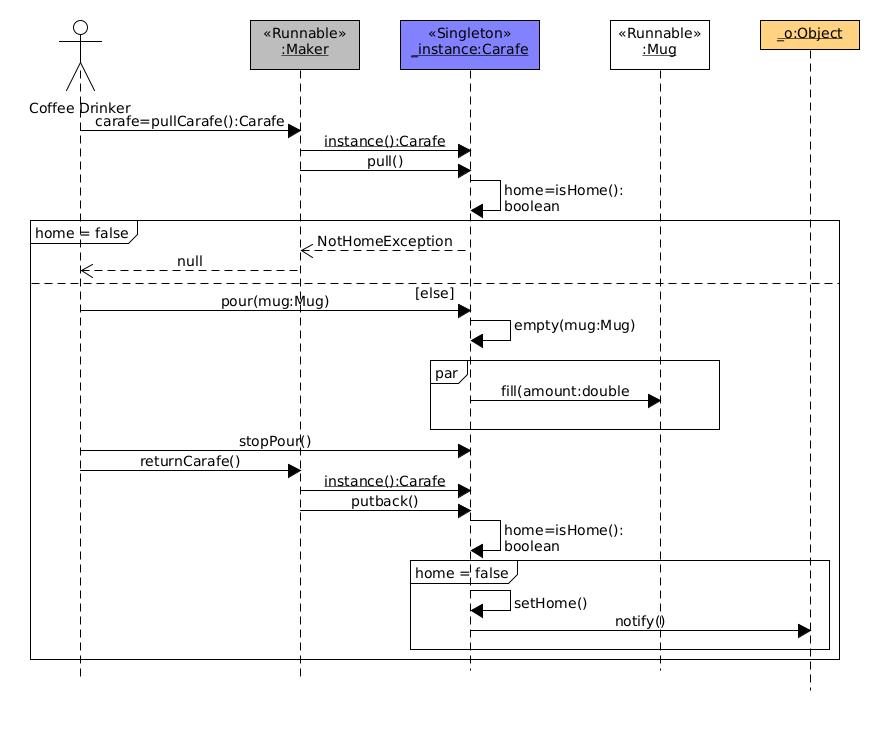 «Runnable»
:Maker
«Singleton»
_instance:Carafe
«Runnable»
:Mug
_o:Object
Coffee Drinker
carafe=pullCarafe():Carafe
instance():Carafe
pull()
home=isHome():
boolean
home = false
NotHomeException
null
[else]
pour(mug:Mug)
empty(mug:Mug)
par
fill(amount:double
stopPour()
returnCarafe()
instance():Carafe
putback()
home=isHome():
boolean
home = false
setHome()
notify()